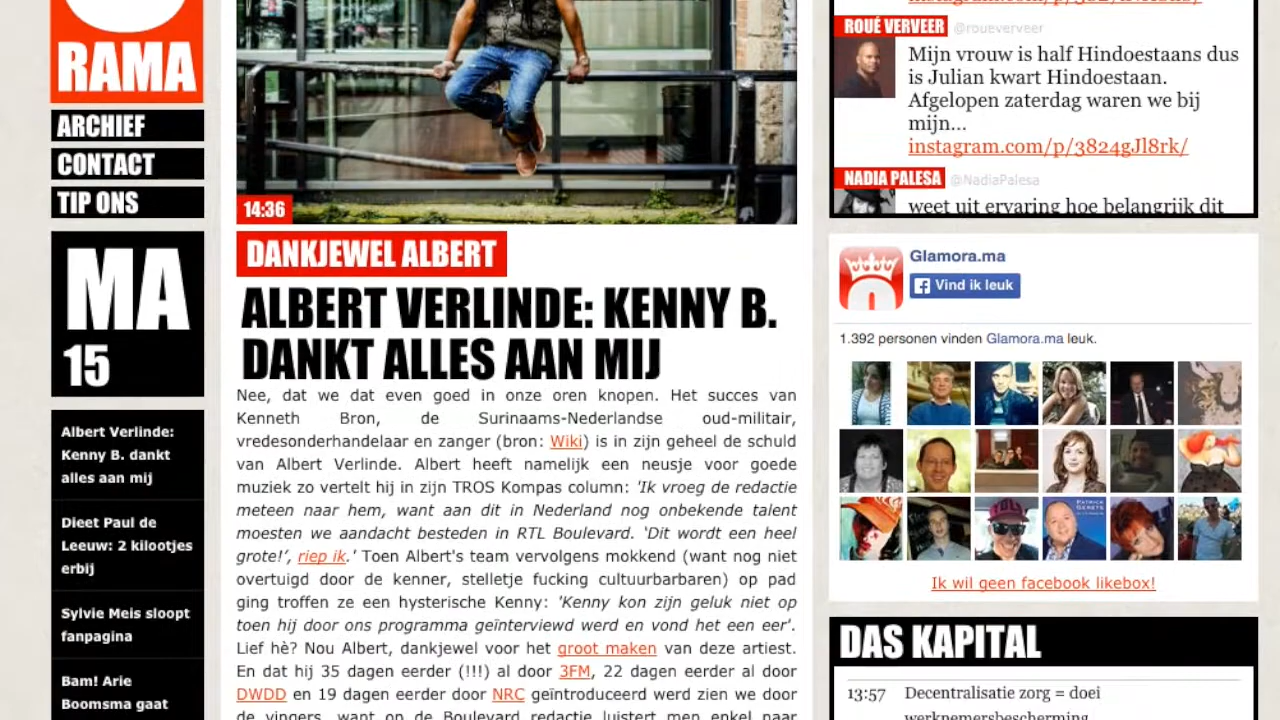 RAMA
ARCHIEF
CONTACT
TIP ONS
MA
15
Albert Verlinde:
Kenny B. dankt
alles aan mij
Dieet Paul de
Leeuw: 2 kilootjes
erbij
Sylvie Meis sloopt
fanpagina
Bam! Arie
Boomsma gaat
14:36
DANKJEWEL ALBERT
ALBERT VERLINDE: KENNY B.
DANKT ALLES AAN MIJ
Nee, dat we dat even goed in onze oren knopen. Het succes van
Kenneth Bron, de Surinaams-Nederlandse oud-militair,
vredesonderhandelaar en zanger (bron: Wiki) is in zijn geheel de schuld
van Albert Verlinde. Albert heeft namelijk een neusje voor goede
muziek zo vertelt hij in zijn TROS Kompas column: 'Ik vroeg de redactie
meteen naar hem, want aan dit in Nederland nog onbekende talent
moesten we aandacht besteden in RTL Boulevard. 'Dit wordt een heel
grote!', riep ik.' Toen Albert's team vervolgens mokkend (want nog niet
overtuigd door de kenner, stelletje fucking cultuurbarbaren) op pad
ging troffen ze een hysterische Kenny: 'Kenny kon zijn geluk niet op
toen hij door ons programma geïnterviewd werd en vond het een eer'.
Lief hè? Nou Albert, dankjewel voor het groot maken van deze artiest.
En dat hij 35 dagen eerder (!!!) al door 3FM, 22 dagen eerder al door
DWDD en 19 dagen eerder door NRC geïntroduceerd werd zien we door
de vingers, want op de Boulevard redactie luistert men enkel naar
ROUÉ VERVEER @roueverveer
Mijn vrouw is half Hindoestaans dus
is Julian kwart Hindoestaan.
Afgelopen zaterdag waren we bij
mijn...
instagram.com/p/3824gJl8rk/
NADIA PALESA @NadiaPalesa
weet uit ervaring hoe belangrijk dit
Glamora.ma
Vind ik leuk
1.392 personen vinden Glamora.ma leuk.
Ik wil geen facebook likebox!
DAS KAPITAL
13:57 Decentralisatie zorg = doei
werknemersbescherming